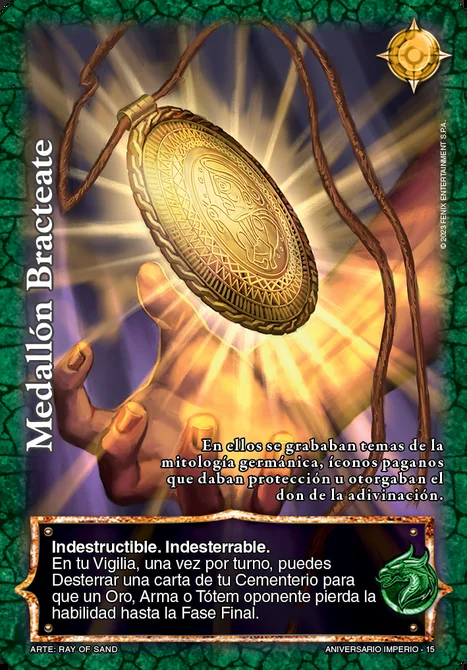 Medallón Bracteate
© 2023 FENIX ENTERTAINMENT S.P.A.
En ellos se grababan temas de la
mitología germánica, íconos paganos
que daban protección u otorgaban el
don de la adivinación.
Indestructible. Indesterrable.
En tu Vigilia, una vez por turno, puedes
Desterrar una carta de tu Cementerio para
que un Oro, Arma o Tótem oponente pierda la
habilidad hasta la Fase Final.
ARTE: RAY OF SAND
ANIVERSARIO IMPERIO - 15